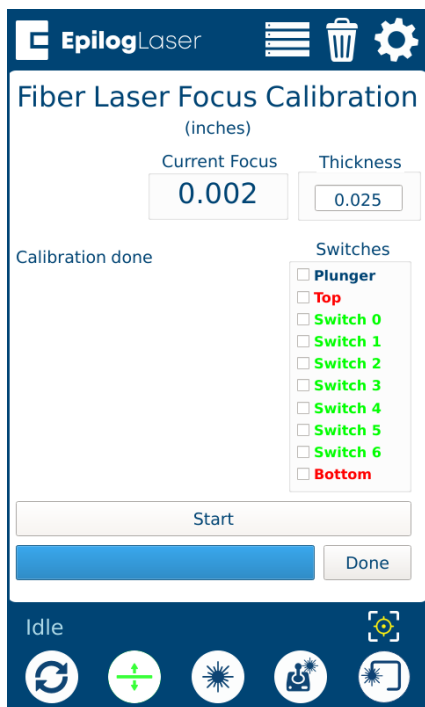 EpilogLaser
Fiber Laser Focus Calibration
(inches)
Current Focus
0.002
Thickness
0.025
Calibration done
Switches
Plunger
Top
Switch 0
Switch 1
Switch 2
Switch 3
Switch 4
Switch 5
Switch 6
Bottom
Start
Done
Idle